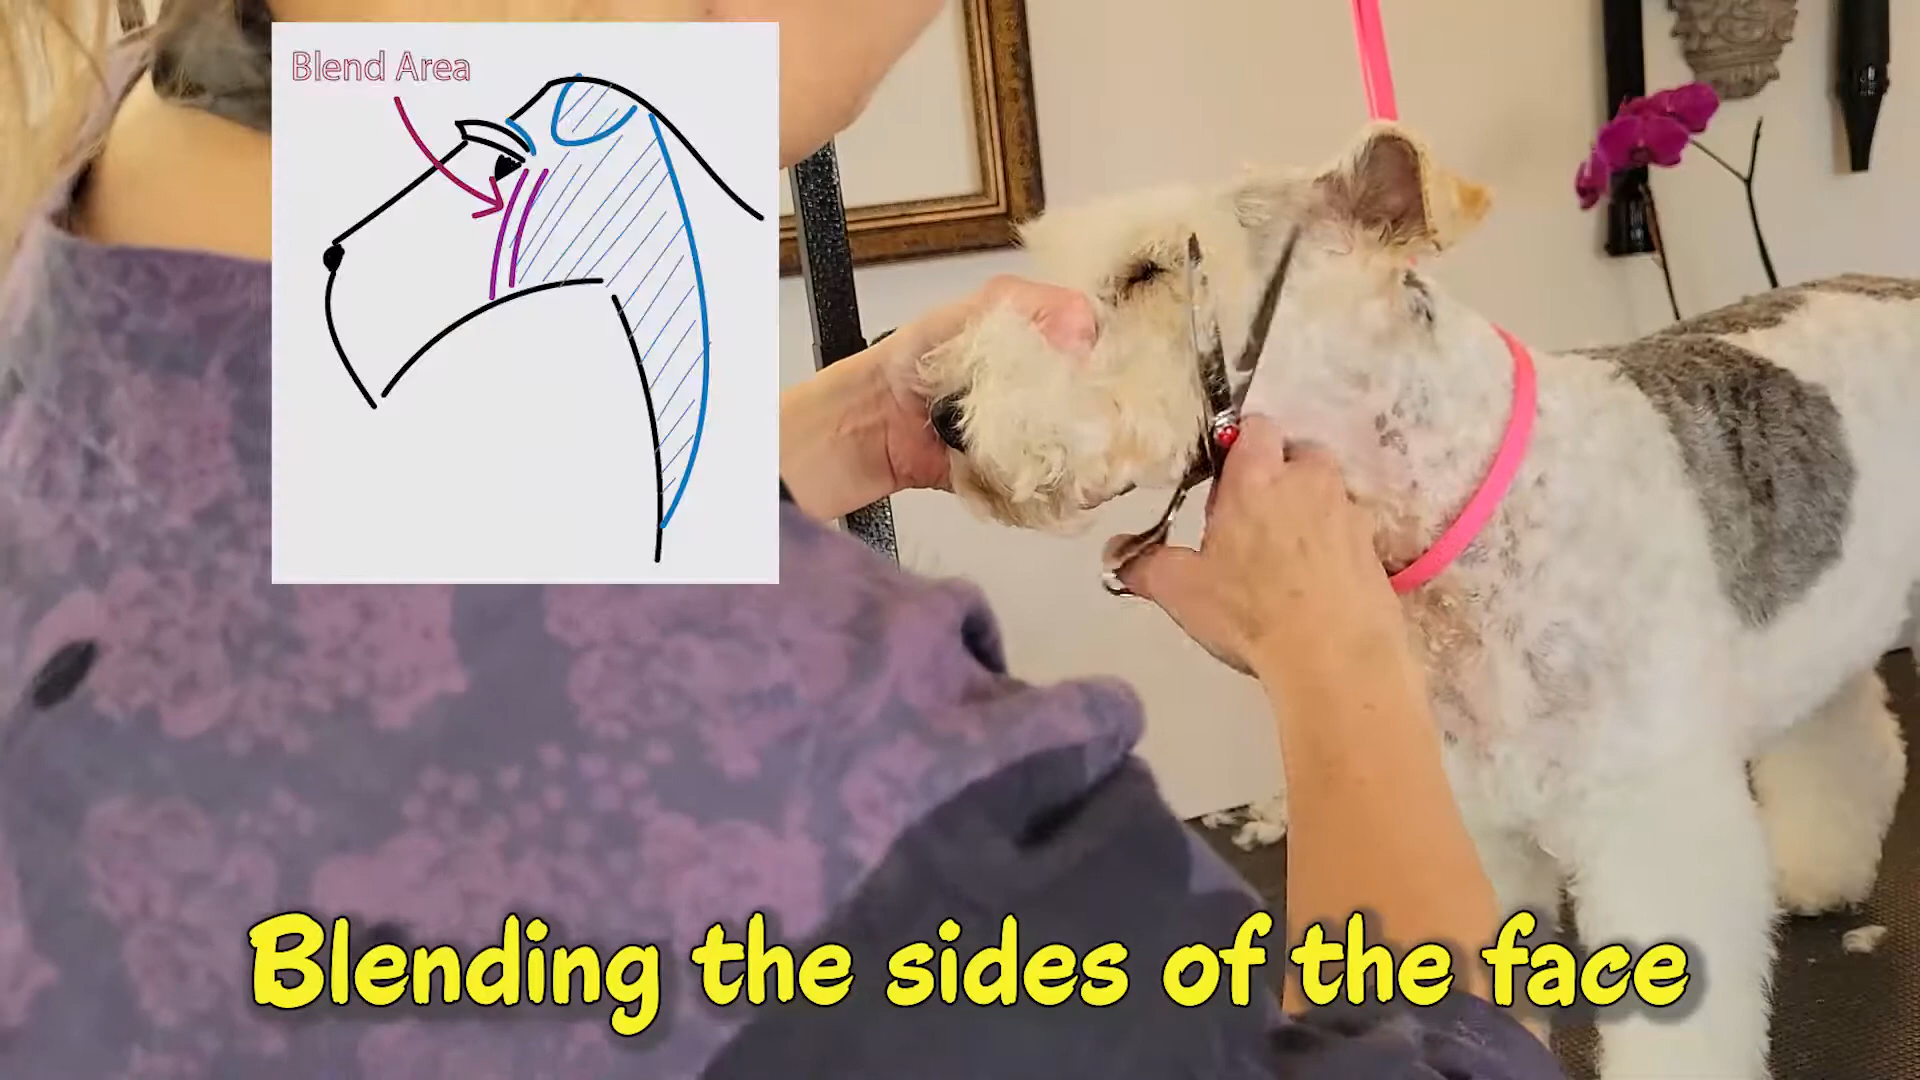 Blend Area
Blending the sides of the face